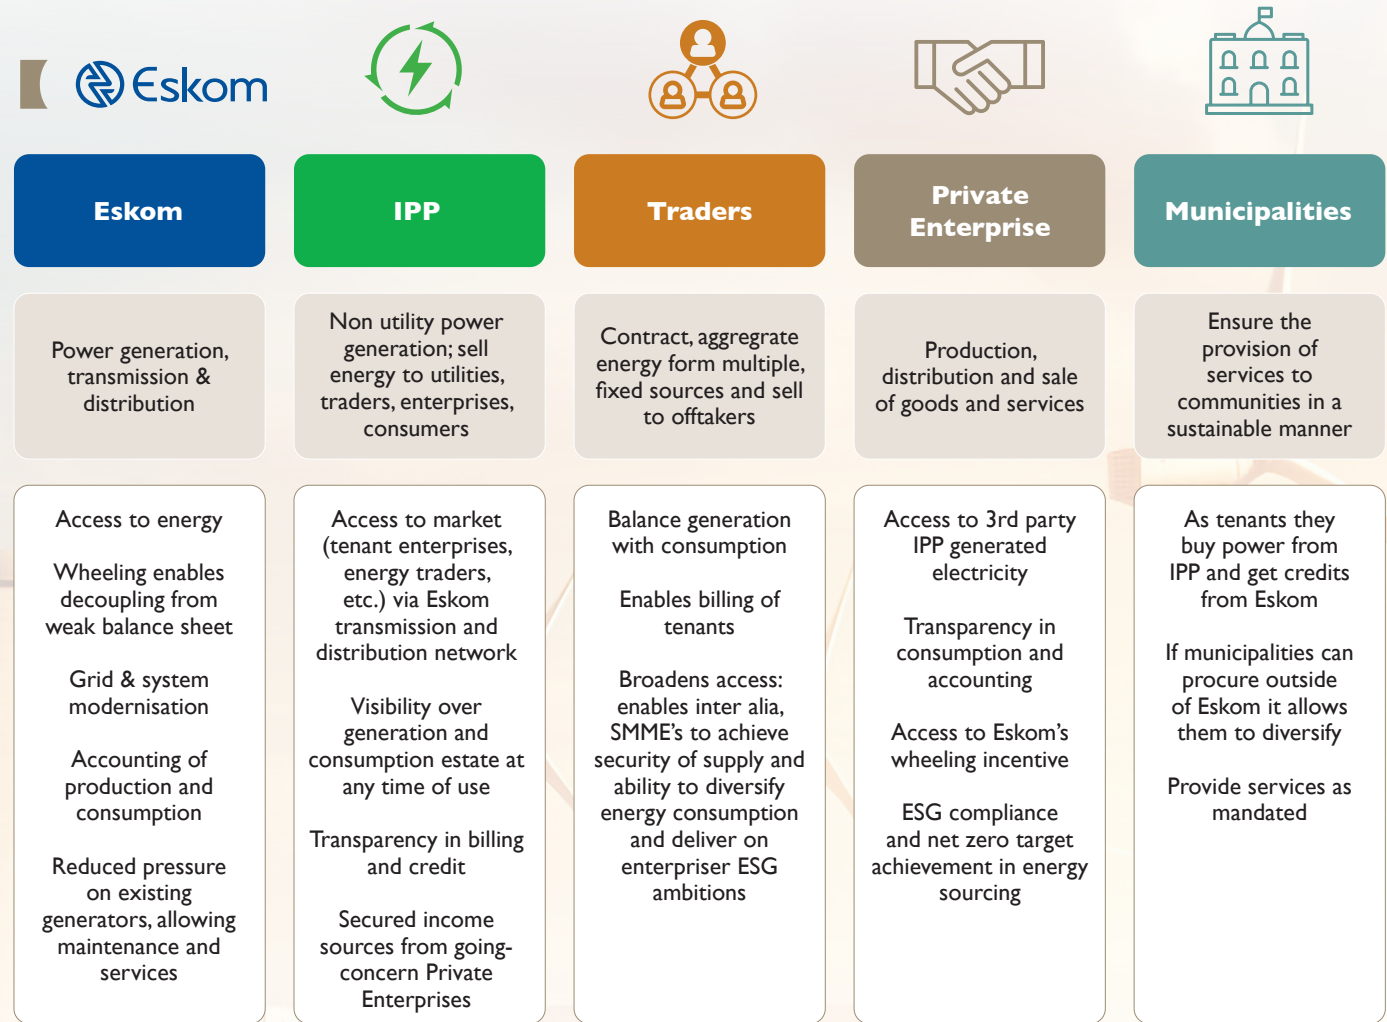 Eskom
Eskom
IPP
Traders
Private
Enterprise
Municipalities
Power generation,
transmission &
distribution
Non utility power
generation; sell
energy to utilities,
traders, enterprises,
consumers
Contract, aggregrate
energy form multiple,
fixed sources and sell
to offtakers
Production,
distribution and sale
of goods and services
Ensure the
provision of
services to
communities in a
sustainable manner
Access to energy
Wheeling enables
decoupling from
weak balance sheet
Grid & system
modernisation
Accounting of
production and
consumption
Reduced pressure
on existing
generators, allowing
maintenance and
services
Access to market
(tenant enterprises,
energy traders,
etc.) via Eskom
transmission and
distribution network
Visibility over
generation and
consumption estate at
any time of use
Transparency in billing
and credit
Secured income
sources from going-
concern Private
Enterprises
Balance generation
with consumption
Enables billing of
tenants
Broadens access:
enables inter alia,
SMME's to achieve
security of supply and
ability to diversify
energy consumption
and deliver on
enterpriser ESG
ambitions
Access to 3rd party
IPP generated
electricity
Transparency in
consumption and
accounting
Access to Eskom's
wheeling incentive
ESG compliance
and net zero target
achievement in energy
sourcing
As tenants they
buy power from
IPP and get credits
from Eskom
If municipalities can
procure outside
of Eskom it allows
them to diversify
Provide services as
mandated